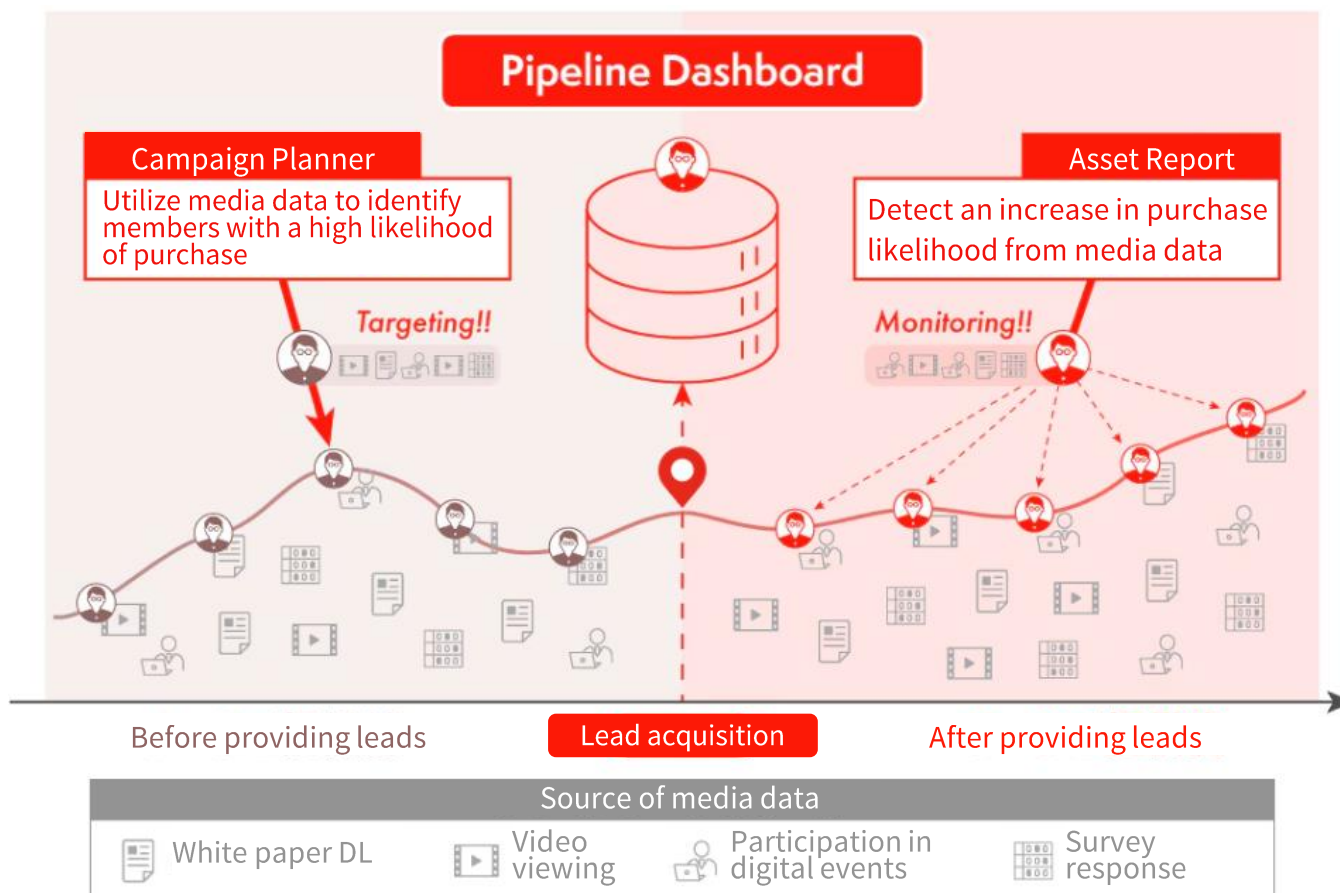 Pipeline Dashboard
Campaign Planner
Utilize media data to identify
members with a high likelihood
of purchase
Asset Report
Detect an increase in purchase
likelihood from media data
Targeting!!
Monitoring!!
Before providing leads
Lead acquisition
After providing leads
Source of media data
White paper DL
Video
viewing
Participation in
digital events
Survey
response